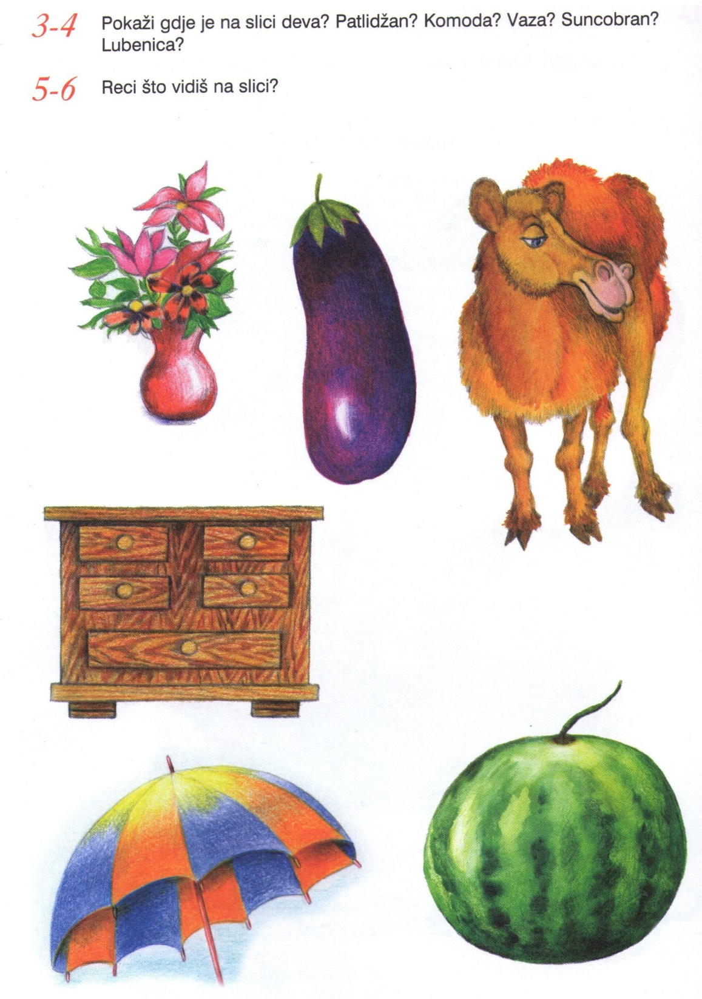 3-4 Pokaži gdje je na slici deva? Patlidžan? Komoda? Vaza? Suncobran?
Lubenica?
5-6 Reci što vidiš na slici?